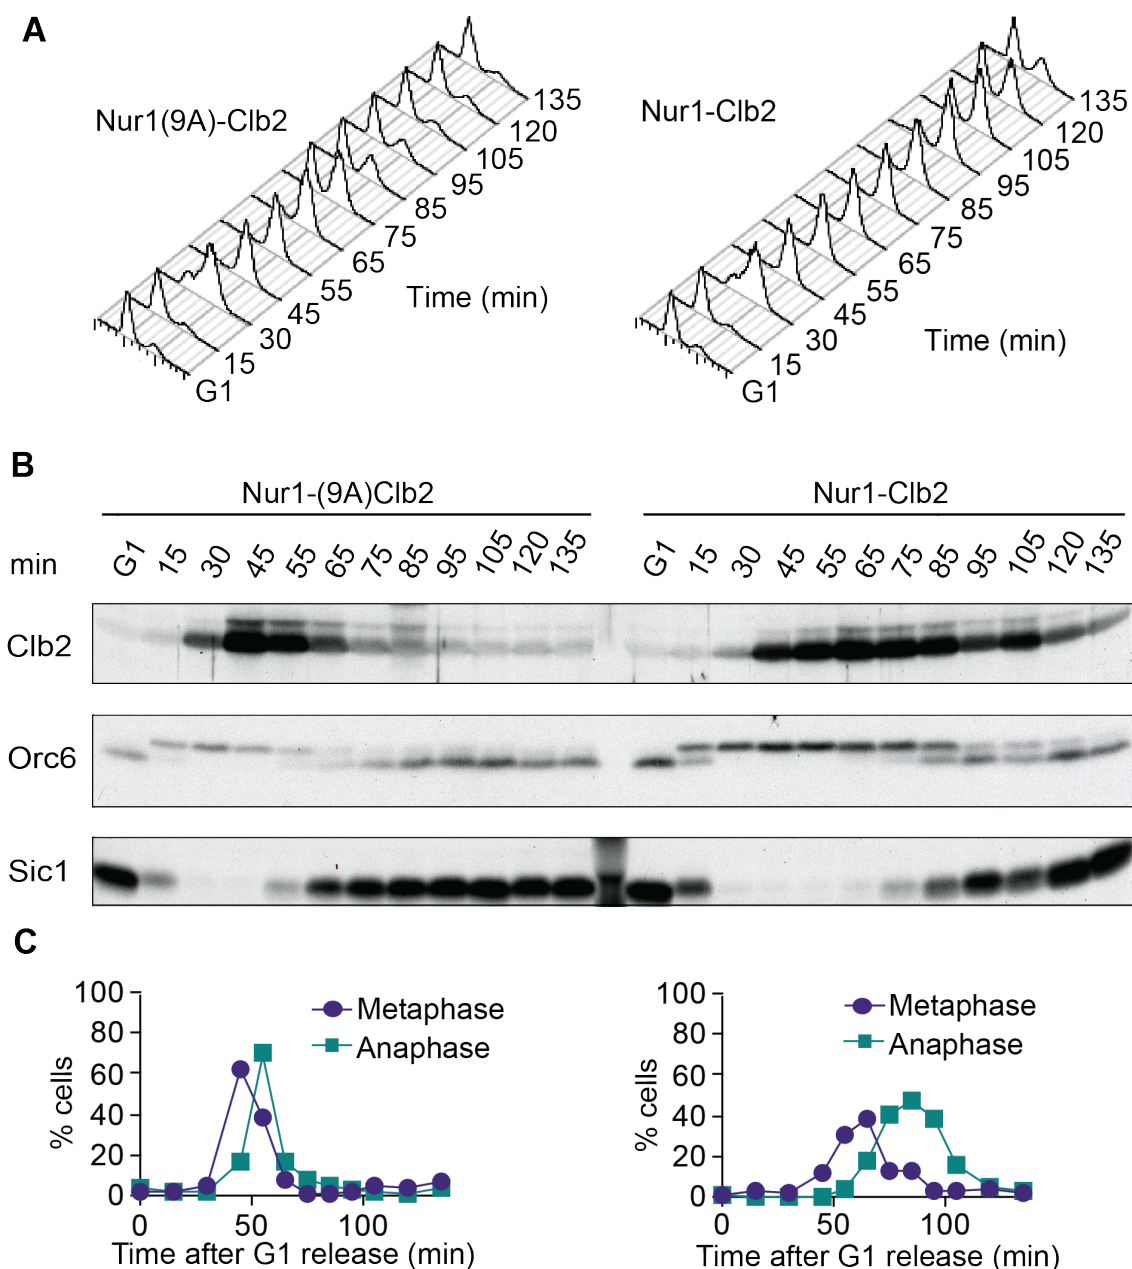 A
Nur1(9A)-Clb2
G1
15
30
45
55
65
75
85
95
105
120
135
Time (min)
Nur1-Clb2
G1
15
30
45
55
65
75
85
95
105
120
135
Time (min)
B
Nur1-(9A)Clb2
Nur1-Clb2
min
G1 15 30 45 55 65 75 85 95 105 120 135
G1 15 30 45 55 65 75 85 95 105 120 135
Clb2
Orc6
Sic1
C
100
80
60
40
20
0
% cells
Metaphase
Anaphase
0 50 100
Time after G1 release (min)
100
80
60
40
20
0
% cells
Metaphase
Anaphase
0 50 100
Time after G1 release (min)